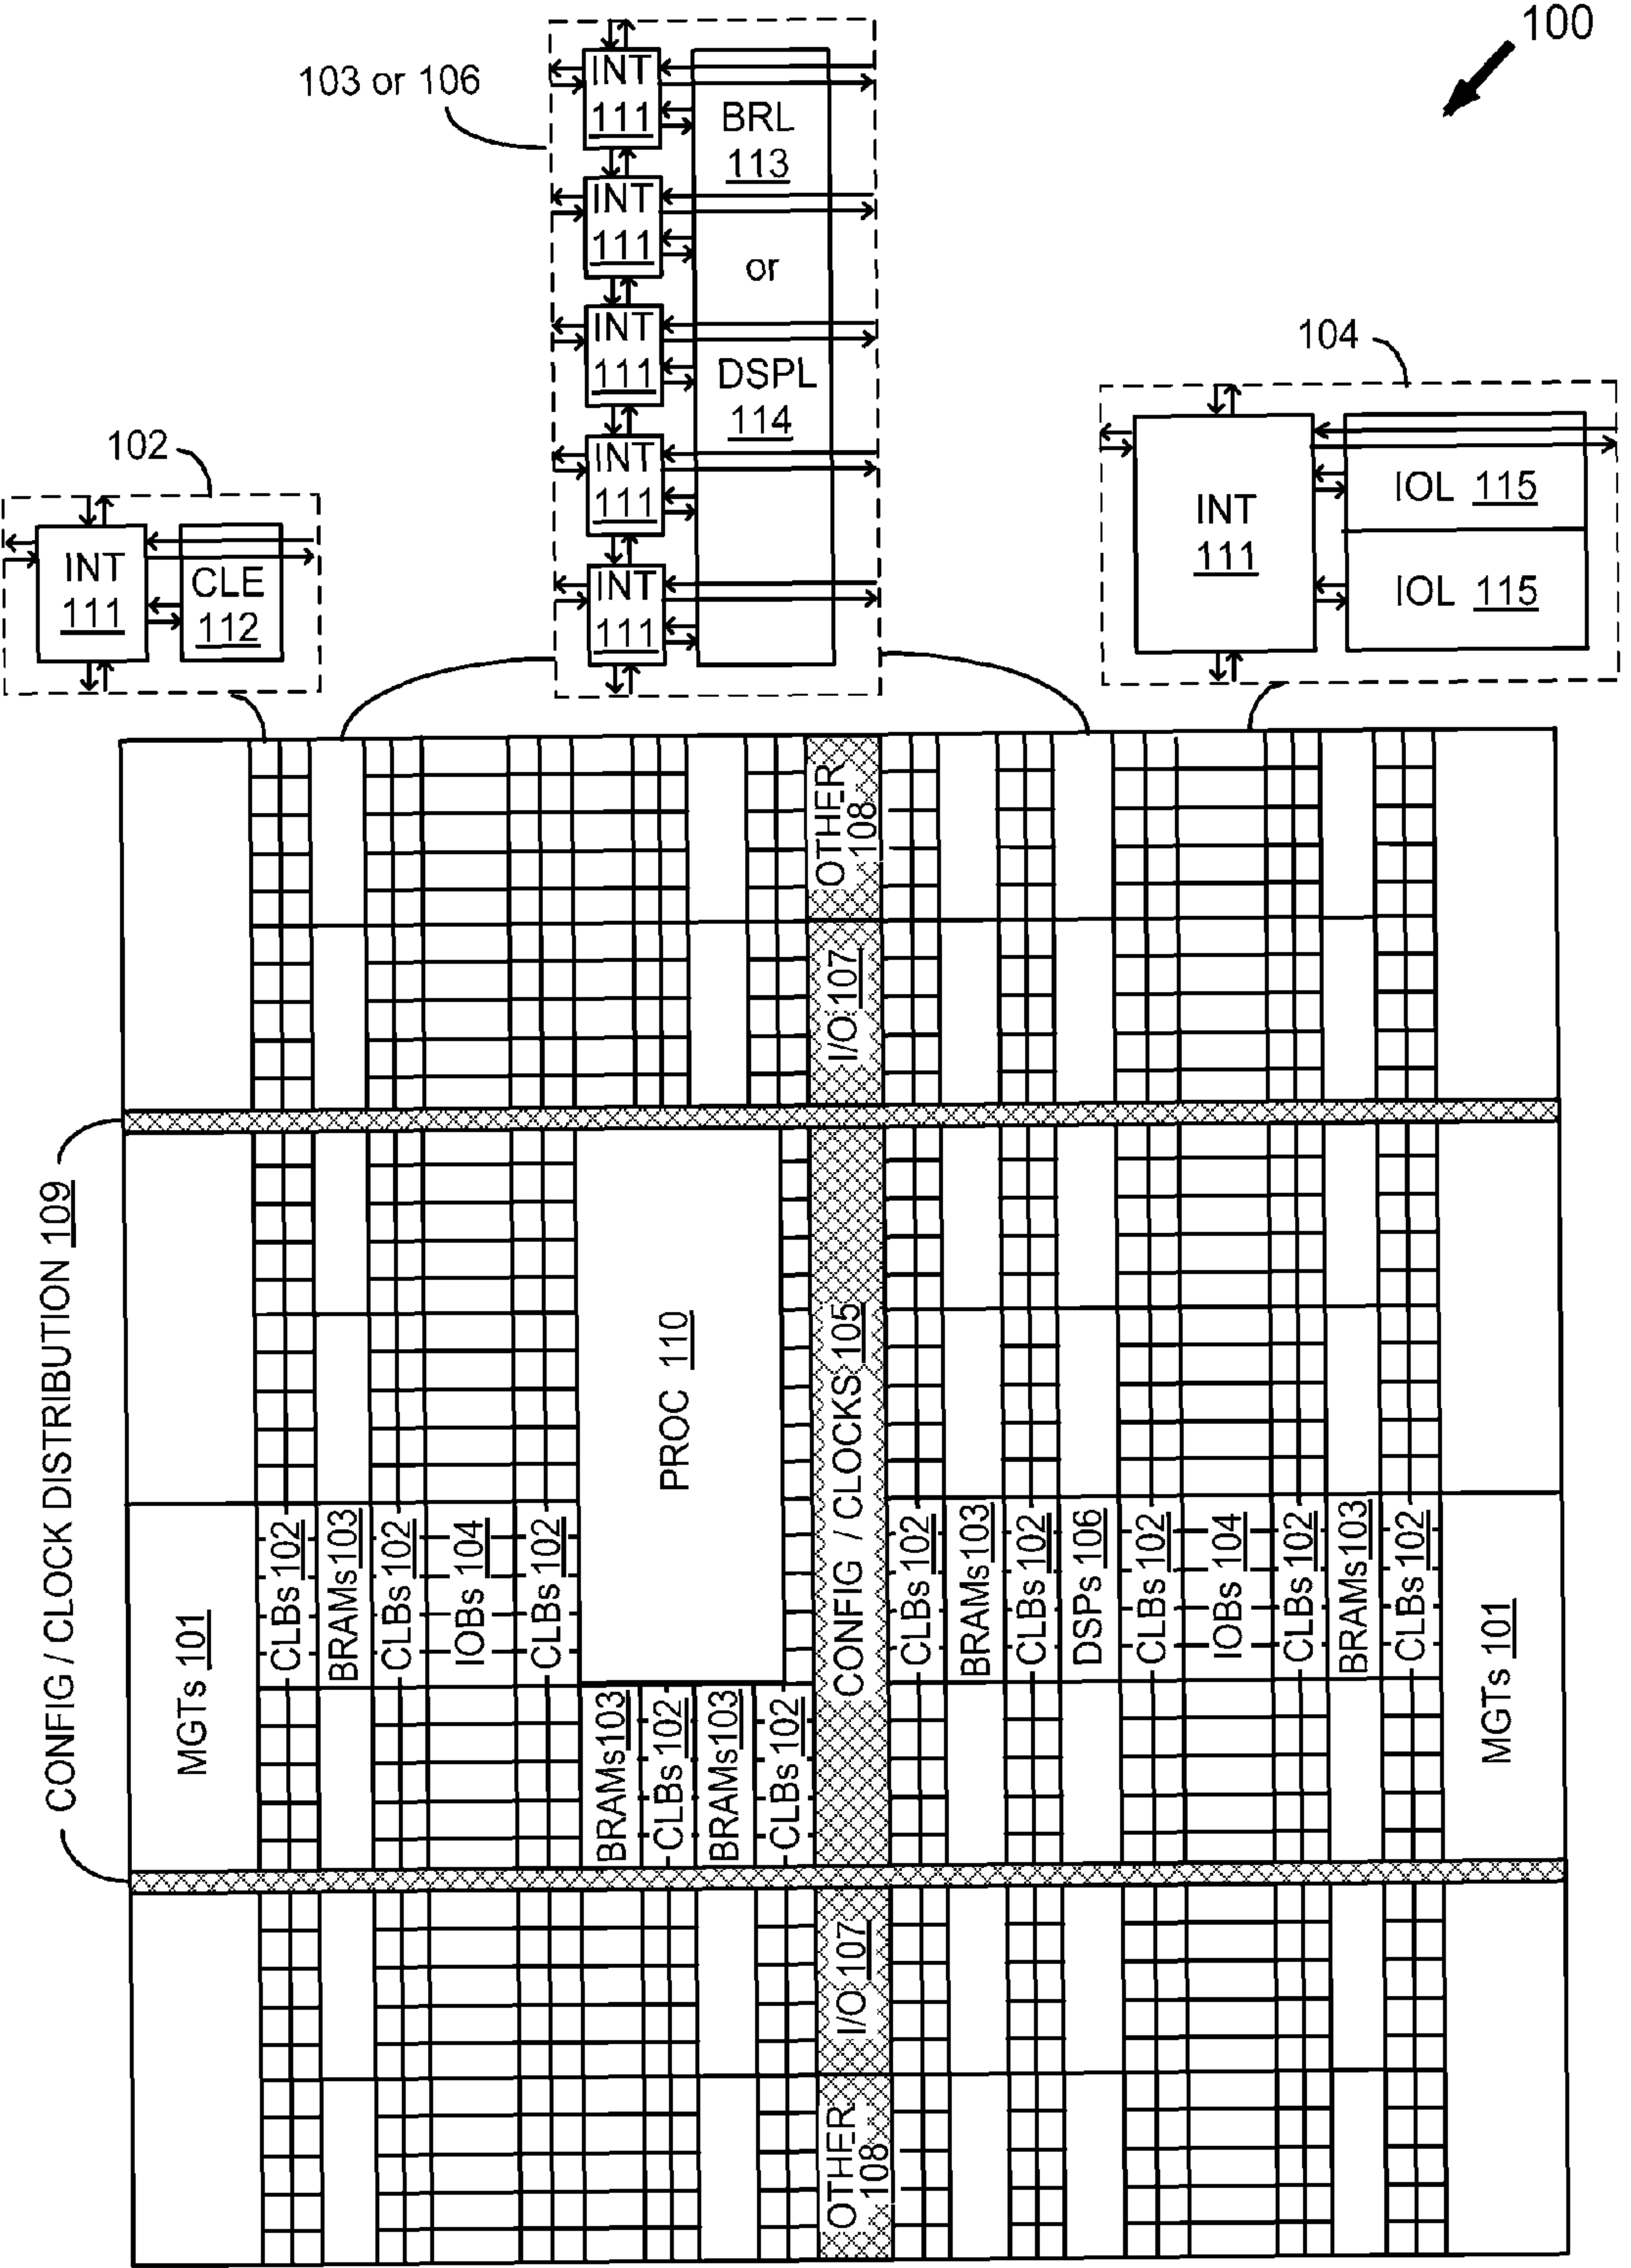 100
103 or 106
INT
111
INT
111
INT
111
INT
111
INT
111
BRL
113
or
DSPL
114
104
INT
111
IOL 115
IOL 115
102
INT
111
CLE
112
OTHER
108
I/O 107
CONFIG / CLOCK DISTRIBUTION 109
MGTs 101
CLBs 102
BRAMs 103
CLBs 102
IOBs 104
CLBs 102
PROC 110
BRAMs 103
CLBs 102
BRAMs 103
CLBs 102
CONFIG / CLOCKS 105
CLBs 102
BRAMs 103
CLBs 102
DSPs 106
CLBs 102
IOBs 104
CLBs 102
BRAMs 103
CLBs 102
MGTs 101
I/O 107
OTHER
108